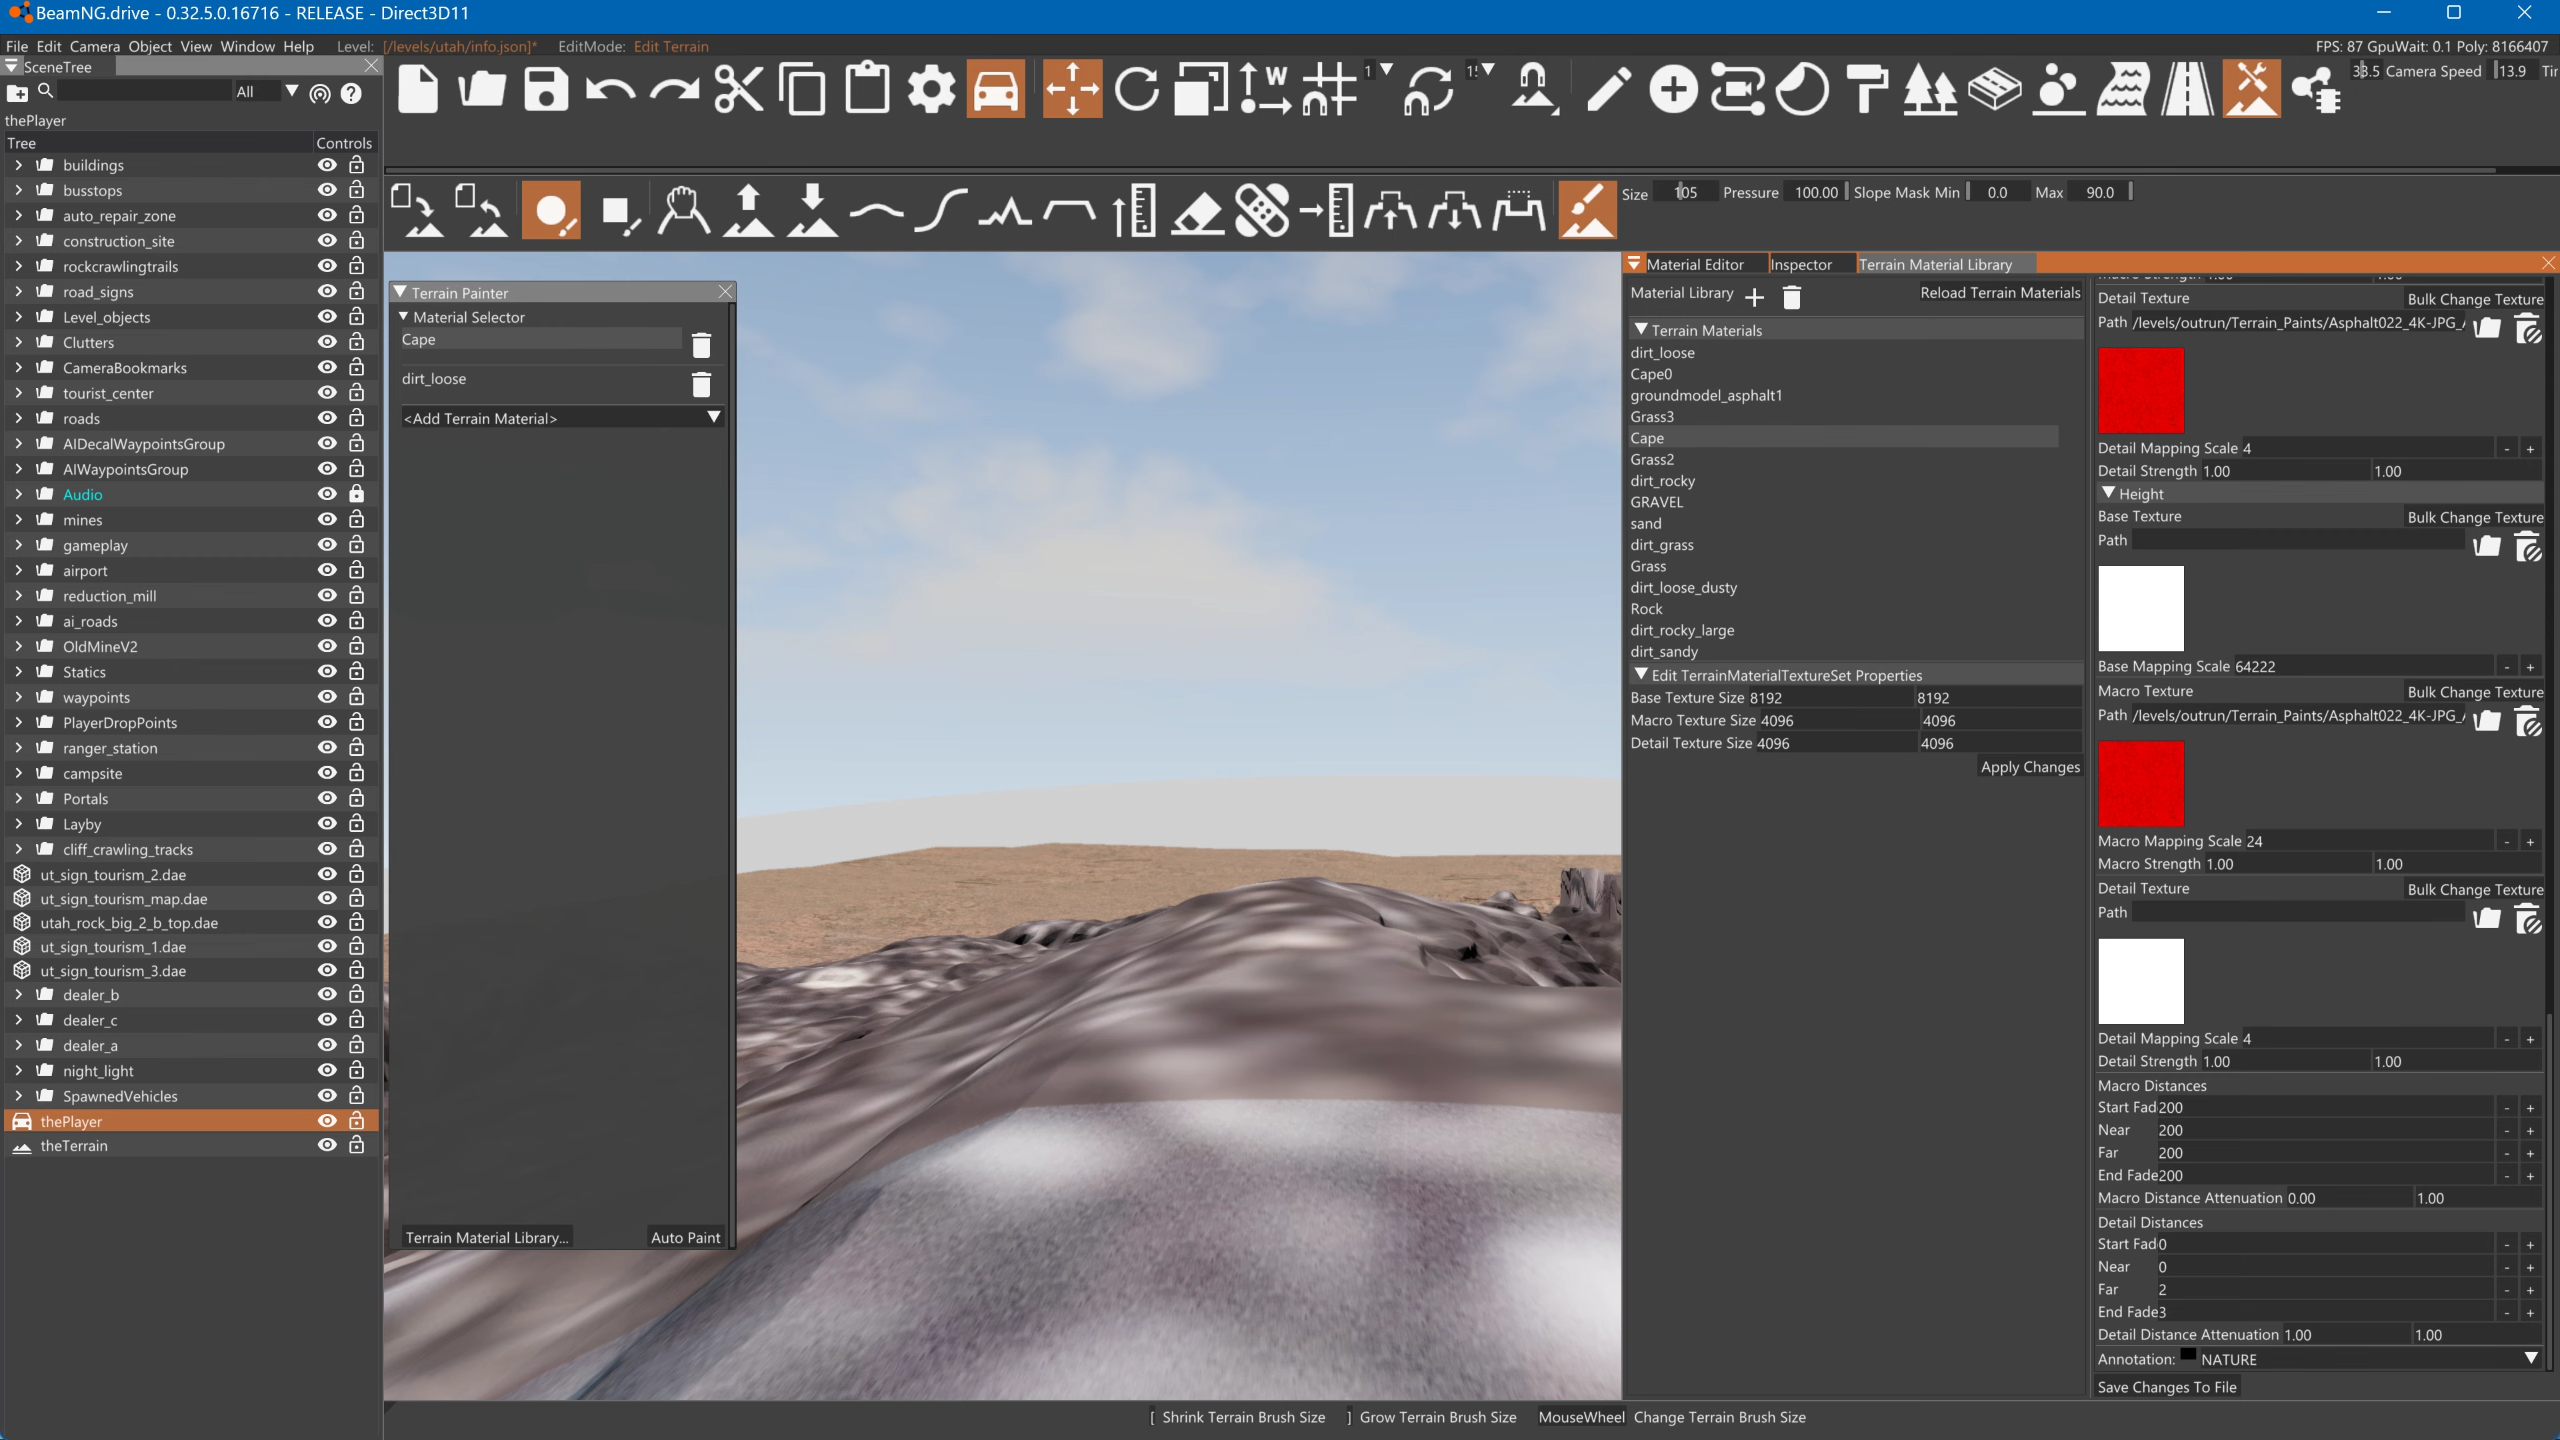 BeamNG.drive - 0.32.5.0.16716 - RELEASE - Direct3D11
File Edit Camera Object View Window Help Level: [/levels/utah/info.json]* EditMode: Edit Terrain
FPS: 87 GpuWait: 0.1 Poly: 8166407
SceneTree
All
33.5 Camera Speed 13.9
thePlayer
Tree Controls
buildings
busstops
auto_repair_zone
construction_site
rockcrawlingtrails
road_signs
Level_objects
Clutters
CameraBookmarks
tourist_center
roads
AIDecalWaypointsGroup
AIWaypointsGroup
Audio
mines
gameplay
airport
reduction_mill
ai_roads
OldMineV2
Statics
waypoints
PlayerDropPoints
ranger_station
campsite
Portals
Layby
cliff_crawling_tracks
ut_sign_tourism_2.dae
ut_sign_tourism_map.dae
utah_rock_big_2_b_top.dae
ut_sign_tourism_1.dae
ut_sign_tourism_3.dae
dealer_b
dealer_c
dealer_a
night_light
SpawnedVehicles
thePlayer
theTerrain
W
1
Size 105 Pressure 100.00 Slope Mask Min 0.0 Max 90.0
Terrain Painter
Material Selector
Cape
dirt_loose
<Add Terrain Material>
Terrain Material Library... Auto Paint
Material Editor Inspector Terrain Material Library
Material Library + Reload Terrain Materials
Terrain Materials
dirt_loose
Cape0
groundmodel_asphalt1
Grass3
Cape
Grass2
dirt_rocky
GRAVEL
sand
dirt_grass
Grass
dirt_loose_dusty
Rock
dirt_rocky_large
dirt_sandy
Edit TerrainMaterialTextureSet Properties
Base Texture Size 8192 8192
Macro Texture Size 4096 4096
Detail Texture Size 4096 4096
Apply Changes
Detail Texture Bulk Change Texture
Path /levels/outrun/Terrain_Paints/Asphalt022_4K-JPG_
Detail Mapping Scale 4 - +
Detail Strength 1.00 1.00
Height
Base Texture Bulk Change Texture
Path
Base Mapping Scale 64222 - +
Macro Texture Bulk Change Texture
Path /levels/outrun/Terrain_Paints/Asphalt022_4K-JPG_
Macro Mapping Scale 24 - +
Macro Strength 1.00 1.00
Detail Texture Bulk Change Texture
Path
Detail Mapping Scale 4 - +
Detail Strength 1.00 1.00
Macro Distances
Start Fad 200 - +
Near 200 - +
Far 200 - +
End Fade 200 - +
Macro Distance Attenuation 0.00 1.00
Detail Distances
Start Fad 0 - +
Near 0 - +
Far 2 - +
End Fade 3 - +
Detail Distance Attenuation 1.00 1.00
Annotation: NATURE
Save Changes To File
[ Shrink Terrain Brush Size ] Grow Terrain Brush Size MouseWheel Change Terrain Brush Size